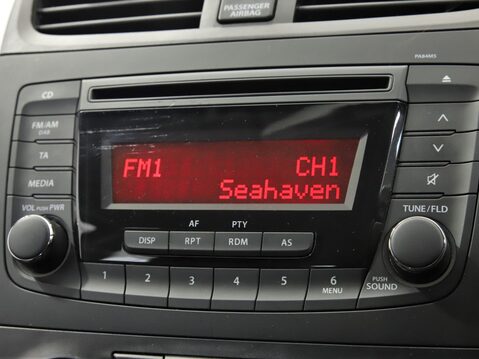 PASSENGER
AIRBAG
PA84M5
CD
FM/AM
DAB
TA
MEDIA
VOL PUSH PWR
FM1 CH1
Seahaven
TUNE/FLD
AF PTY
DISP RPT RDM AS
1 2 3 4 5 6
MENU
PUSH
SOUND